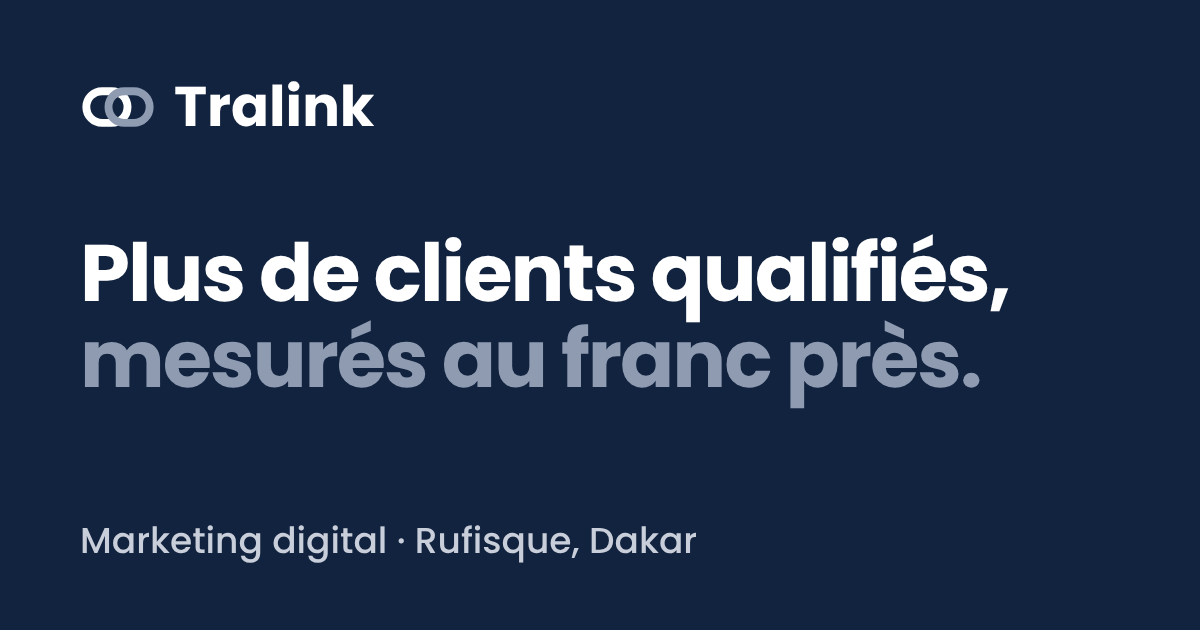 Tralink
Plus de clients qualifiés,
mesurés au franc près.
Marketing digital · Rufisque, Dakar